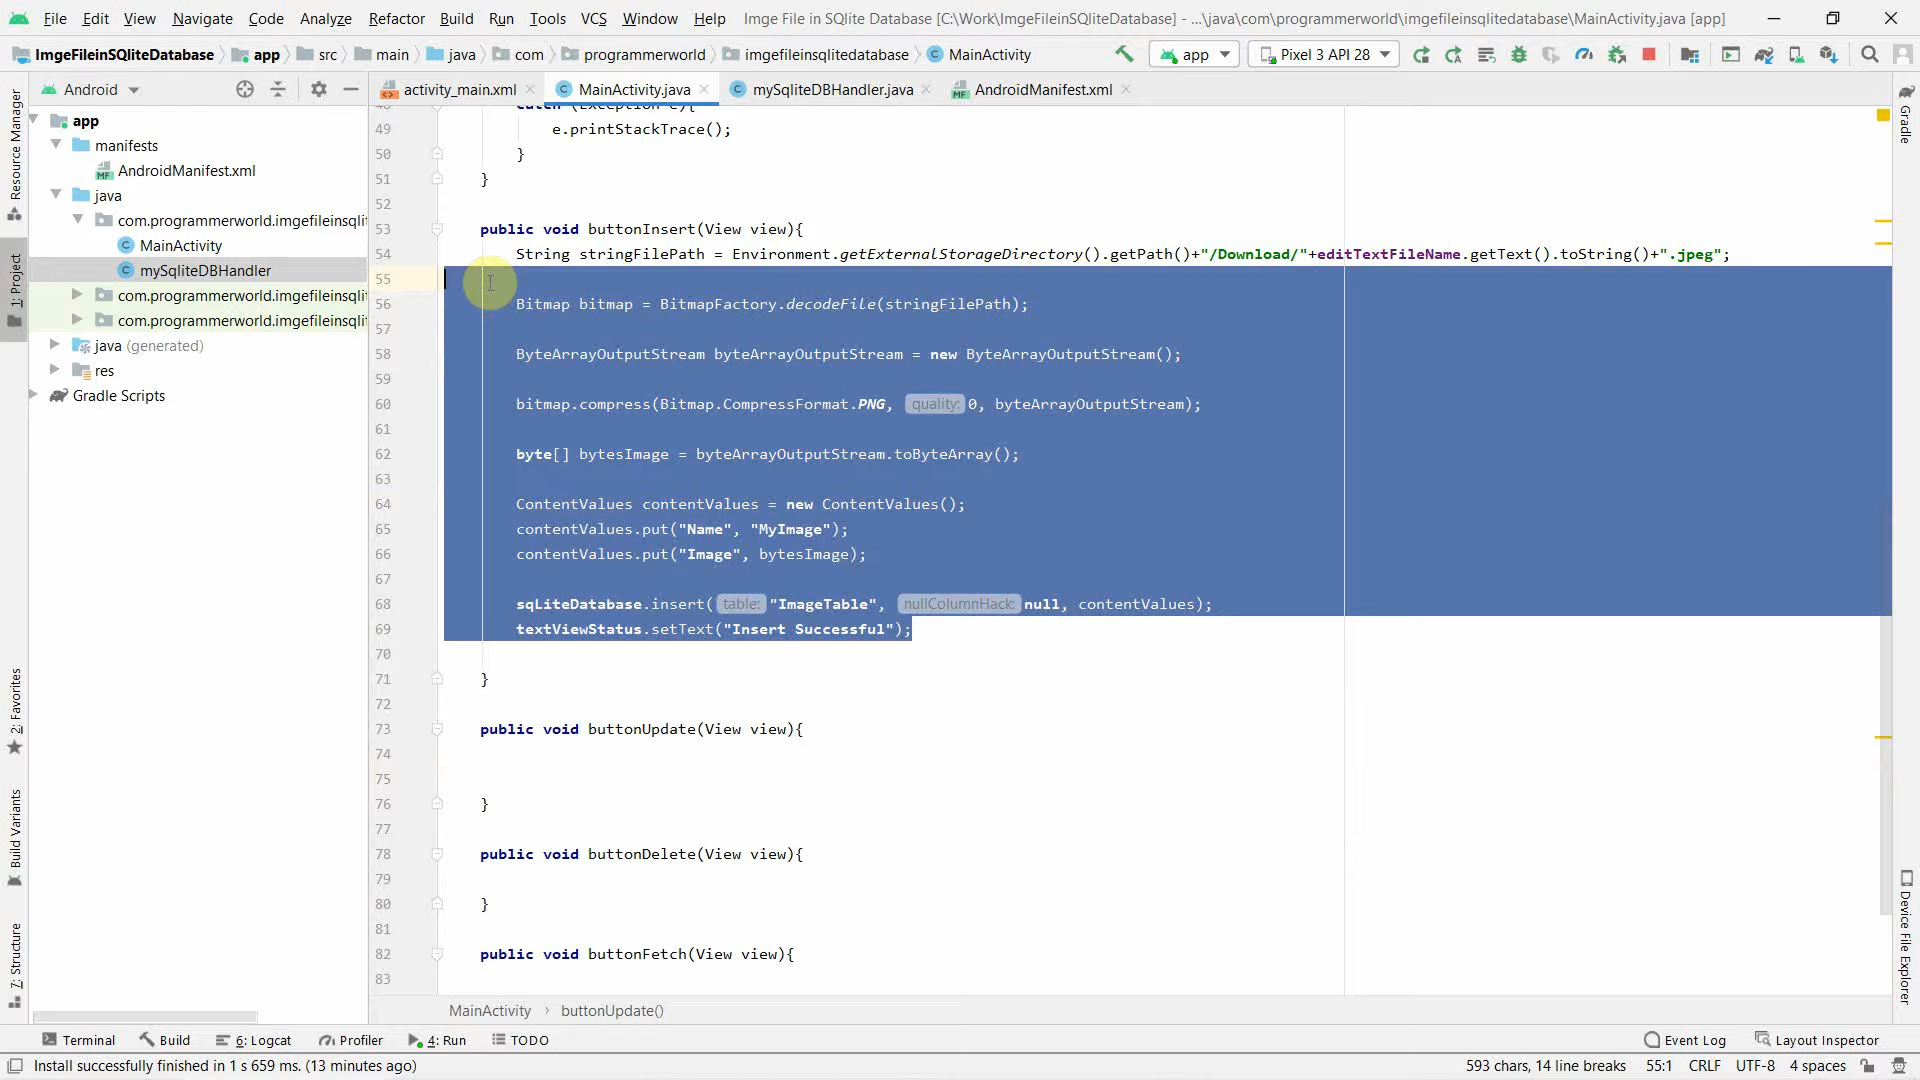 File Edit View Navigate Code Analyze Refactor Build Run Tools VCS Window Help Imge File in SQlite Database [C:\Work\ImgeFileinSQliteDatabase] - ...\java\com\programmerworld\imgefileinsqlitedatabase\MainActivity.java [app]
ImgeFileinSQliteDatabase app src main java com programmerworld imgefileinsqlitedatabase MainActivity app Pixel 3 API 28
Android activity_main.xml MainActivity.java mySqliteDBHandler.java AndroidManifest.xml
Resource Manager
1: Project
2: Favorites
Build Variants
7: Structure
app
manifests
AndroidManifest.xml
java
com.programmerworld.imgefileinsqli
MainActivity
mySqliteDBHandler
com.programmerworld.imgefileinsqli
com.programmerworld.imgefileinsqli
java (generated)
res
Gradle Scripts
48 catch (Exception e){
49 e.printStackTrace();
50 }
51 }
52
53 public void buttonInsert(View view){
54 String stringFilePath = Environment.getExternalStorageDirectory().getPath()+"/Download/"+editTextFileName.getText().toString()+".jpeg";
55
56 Bitmap bitmap = BitmapFactory.decodeFile(stringFilePath);
57
58 ByteArrayOutputStream byteArrayOutputStream = new ByteArrayOutputStream();
59
60 bitmap.compress(Bitmap.CompressFormat.PNG, quality: 0, byteArrayOutputStream);
61
62 byte[] bytesImage = byteArrayOutputStream.toByteArray();
63
64 ContentValues contentValues = new ContentValues();
65 contentValues.put("Name", "MyImage");
66 contentValues.put("Image", bytesImage);
67
68 sqLiteDatabase.insert( table: "ImageTable", nullColumnHack: null, contentValues);
69 textViewStatus.setText("Insert Successful");
70
71 }
72
73 public void buttonUpdate(View view){
74
75
76 }
77
78 public void buttonDelete(View view){
79
80 }
81
82 public void buttonFetch(View view){
83
Gradle
Device File Explorer
MainActivity › buttonUpdate()
Terminal Build 6: Logcat Profiler 4: Run TODO Event Log Layout Inspector
Install successfully finished in 1 s 659 ms. (13 minutes ago) 593 chars, 14 line breaks 55:1 CRLF UTF-8 4 spaces